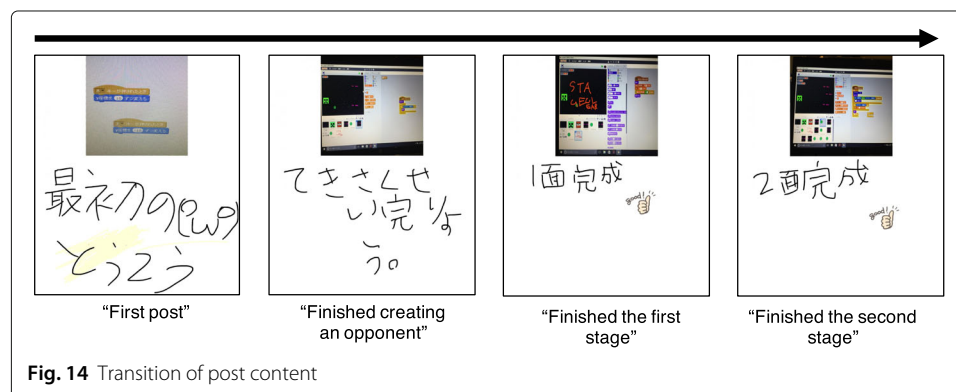 最初の(ºωº)
とうこう
てきさくせ
い完りょ
う。
1面完成
good!
2面完成
good!
STA
"First post"
"Finished creating
an opponent"
"Finished the first
stage"
"Finished the second
stage"
Fig. 14 Transition of post content